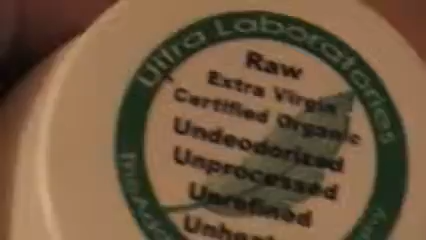 Ultra Laboratories
Raw
Extra Virgin
Certified Organic
Undeodorized
Unprocessed
Unrefined